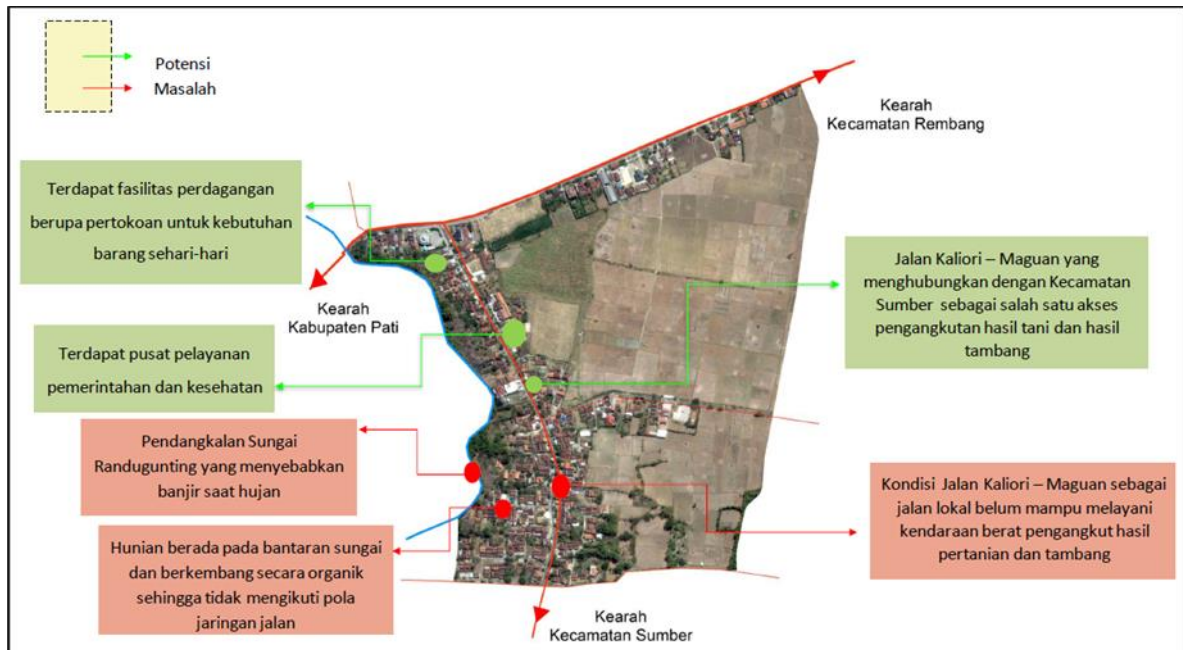 Potensi
Masalah
Kearah
Kecamatan Rembang
Terdapat fasilitas perdagangan
berupa pertokoan untuk kebutuhan
barang sehari-hari
Kearah
Kabupaten Pati
Jalan Kaliori – Maguan yang
menghubungkan dengan Kecamatan
Sumber sebagai salah satu akses
pengangkutan hasil tani dan hasil
tambang
Terdapat pusat pelayanan
pemerintahan dan kesehatan
Pendangkalan Sungai
Randugunting yang menyebabkan
banjir saat hujan
Kondisi Jalan Kaliori – Maguan sebagai
jalan lokal belum mampu melayani
kendaraan berat pengangkut hasil
pertanian dan tambang
Hunian berada pada bantaran sungai
dan berkembang secara organik
sehingga tidak mengikuti pola
jaringan jalan
Kearah
Kecamatan Sumber